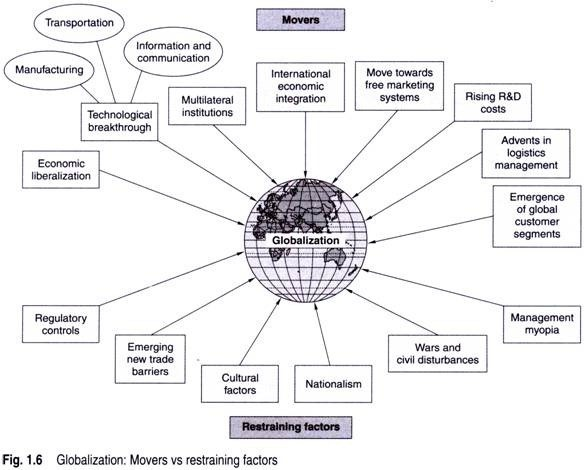 Transportation
Movers
Information and
communication
Manufacturing
International
economic
integration
Move towards
free marketing
systems
Rising R&D
costs
Technological
breakthrough
Multilateral
institutions
Advents in
logistics
management
Economic
liberalization
Emergence
of global
customer
segments
Globalization
Regulatory
controls
Management
myopia
Emerging
new trade
barriers
Wars and
civil disturbances
Cultural
factors
Nationalism
Restraining factors
Fig. 1.6 Globalization: Movers vs restraining factors